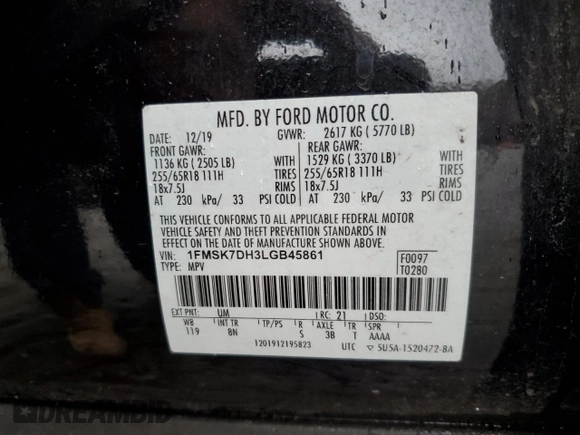 MFD. BY FORD MOTOR CO.
DATE: 12/19 GVWR: 2617 KG ( 5770 LB)
FRONT GAWR: REAR GAWR:
1136 KG ( 2505 LB) WITH 1529 KG ( 3370 LB) WITH
255/65R18 111H TIRES 255/65R18 111H TIRES
18x7.5J RIMS 18x7.5J RIMS
AT 230 kPa/ 33 PSI COLD AT 230 kPa/ 33 PSI COLD
THIS VEHICLE CONFORMS TO ALL APPLICABLE FEDERAL MOTOR
VEHICLE SAFETY AND THEFT PREVENTION STANDARDS IN
EFFECT ON THE DATE OF MANUFACTURE SHOWN ABOVE.
VIN: 1FMSK7DH3LGB45861 F0097
TYPE: MPV T0280
EXT PNT: UM RC: 21 DSO:
WB INT TR TP/PS R AXLE TR SPR
119 8N S 3B T AAAA
1201912195823 UTC ▽ 5U5A-1520472-BA
DREAMBID